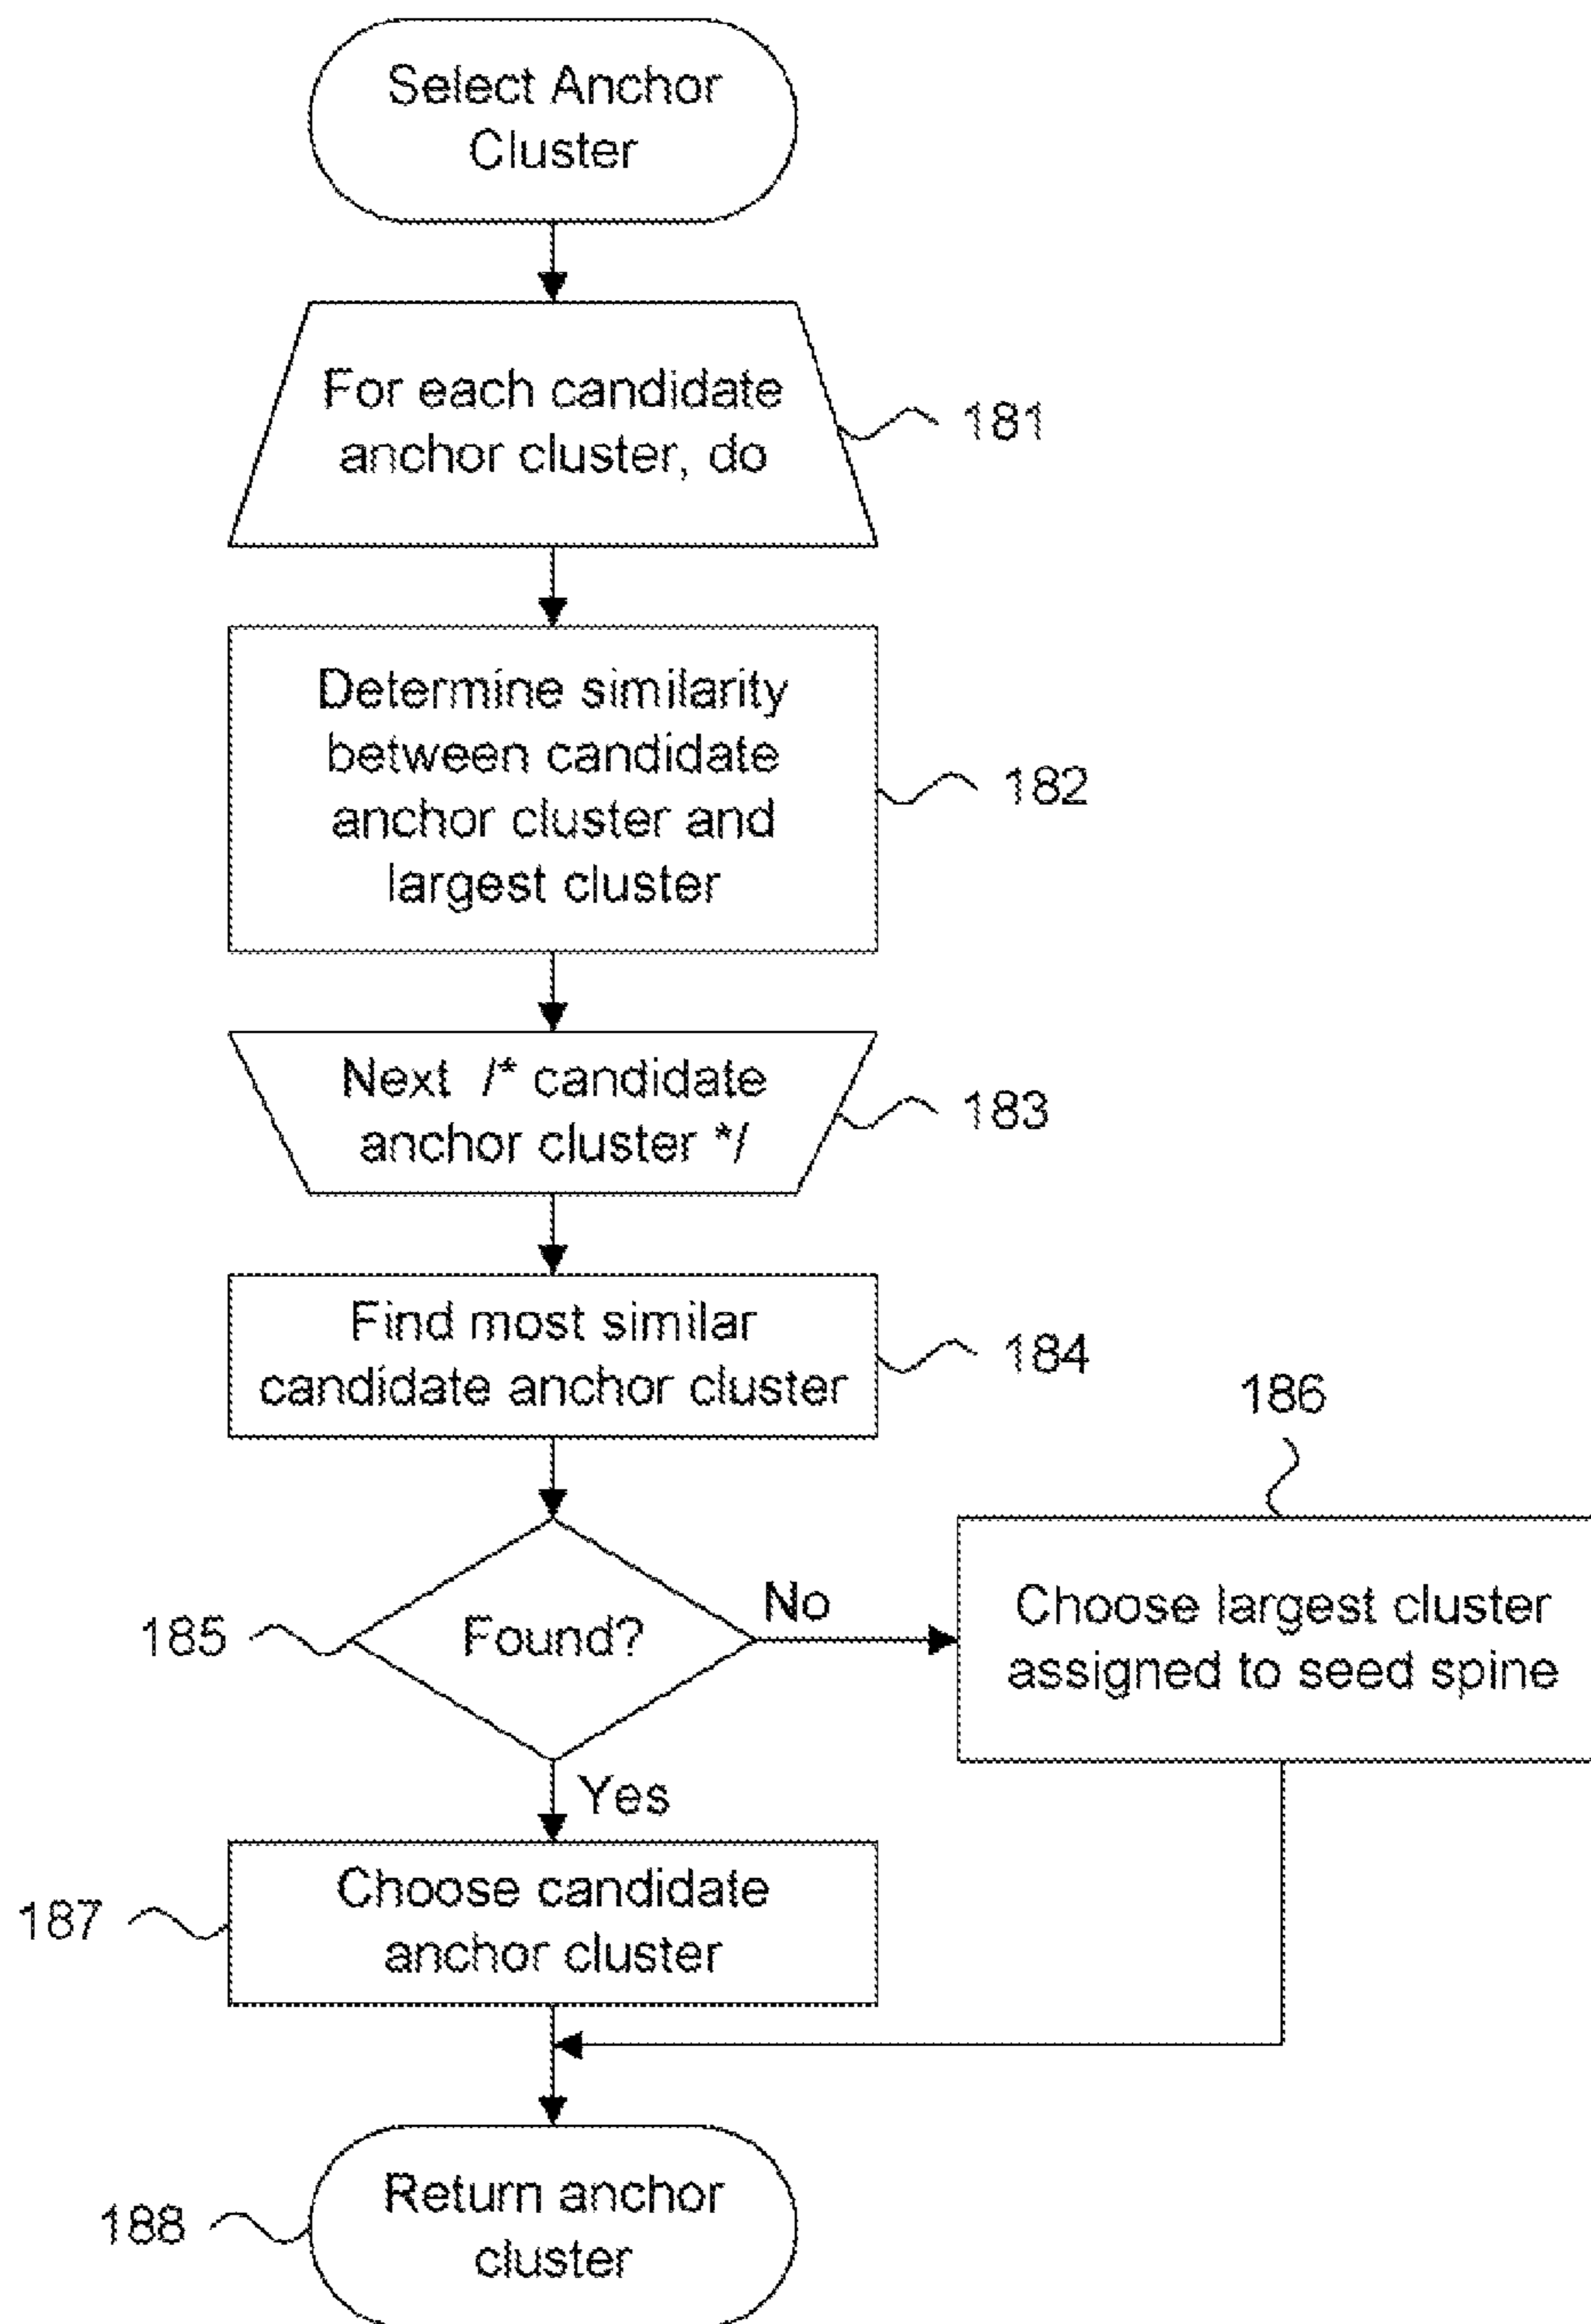 Select Anchor
Cluster
For each candidate
anchor cluster, do
181
Determine similarity
between candidate
anchor cluster and
largest cluster
182
Next /* candidate
anchor cluster */
183
Find most similar
candidate anchor cluster
184
186
185
Found?
No
Choose largest cluster
assigned to seed spine
Yes
187
Choose candidate
anchor cluster
188
Return anchor
cluster